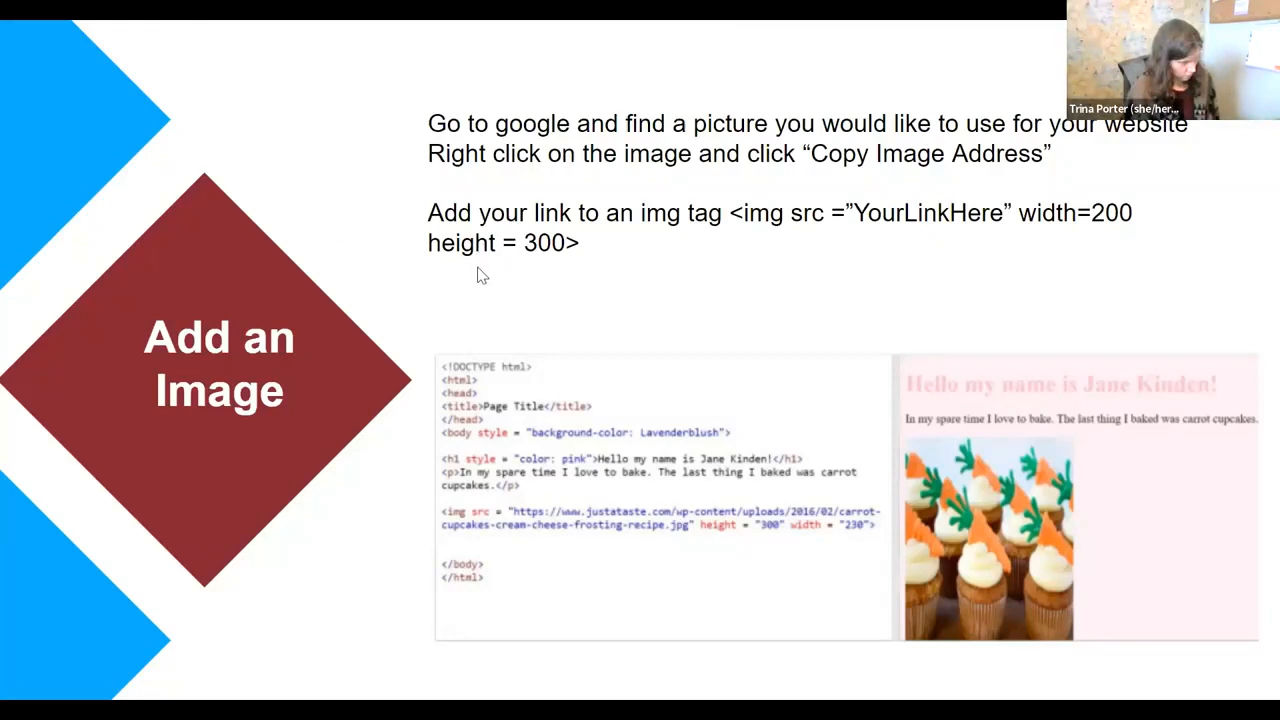 Trina Porter (she/her...
Go to google and find a picture you would like to use for your website
Right click on the image and click “Copy Image Address”
Add your link to an img tag <img src =”YourLinkHere” width=200
height = 300>
Add an
Image
<!DOCTYPE html>
<html>
<head>
<title>Page Title</title>
</head>
<body style = "background-color: Lavenderblush">
<h1 style = "color: pink">Hello my name is Jane Kinden!</h1>
<p>In my spare time I love to bake. The last thing I baked was carrot
cupcakes.</p>
<img src = "https://www.justataste.com/wp-content/uploads/2016/02/carrot-
cupcakes-cream-cheese-frosting-recipe.jpg" height = "300" width = "230">
</body>
</html>
Hello my name is Jane Kinden!
In my spare time I love to bake. The last thing I baked was carrot cupcakes.